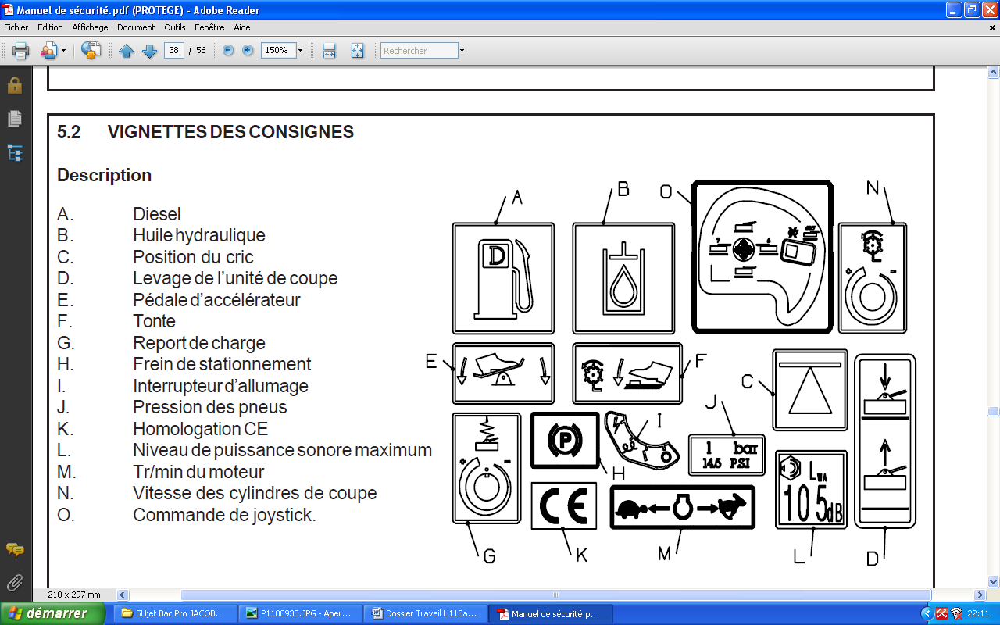 Manuel de sécurité.pdf (PROTEGE) - Adobe Reader
Fichier Edition Affichage Document Outils Fenêtre Aide
38 / 56 150% Rechercher
5.2 VIGNETTES DES CONSIGNES
Description
A. Diesel
B. Huile hydraulique
C. Position du cric
D. Levage de l'unité de coupe
E. Pédale d'accélérateur
F. Tonte
G. Report de charge
H. Frein de stationnement
I. Interrupteur d'allumage
J. Pression des pneus
K. Homologation CE
L. Niveau de puissance sonore maximum
M. Tr/min du moteur
N. Vitesse des cylindres de coupe
O. Commande de joystick.
A B O N
D
+ -
E F C
J I
P
1 bar
14.5 P.S.I
H
+ -
LWA
105dB
CE
G K M L D
210 x 297 mm
démarrer SUjet Bac Pro JACOB... P1100933.JPG - Aper... Dossier Travail U11Ba... Manuel de sécurité.p... 22:11